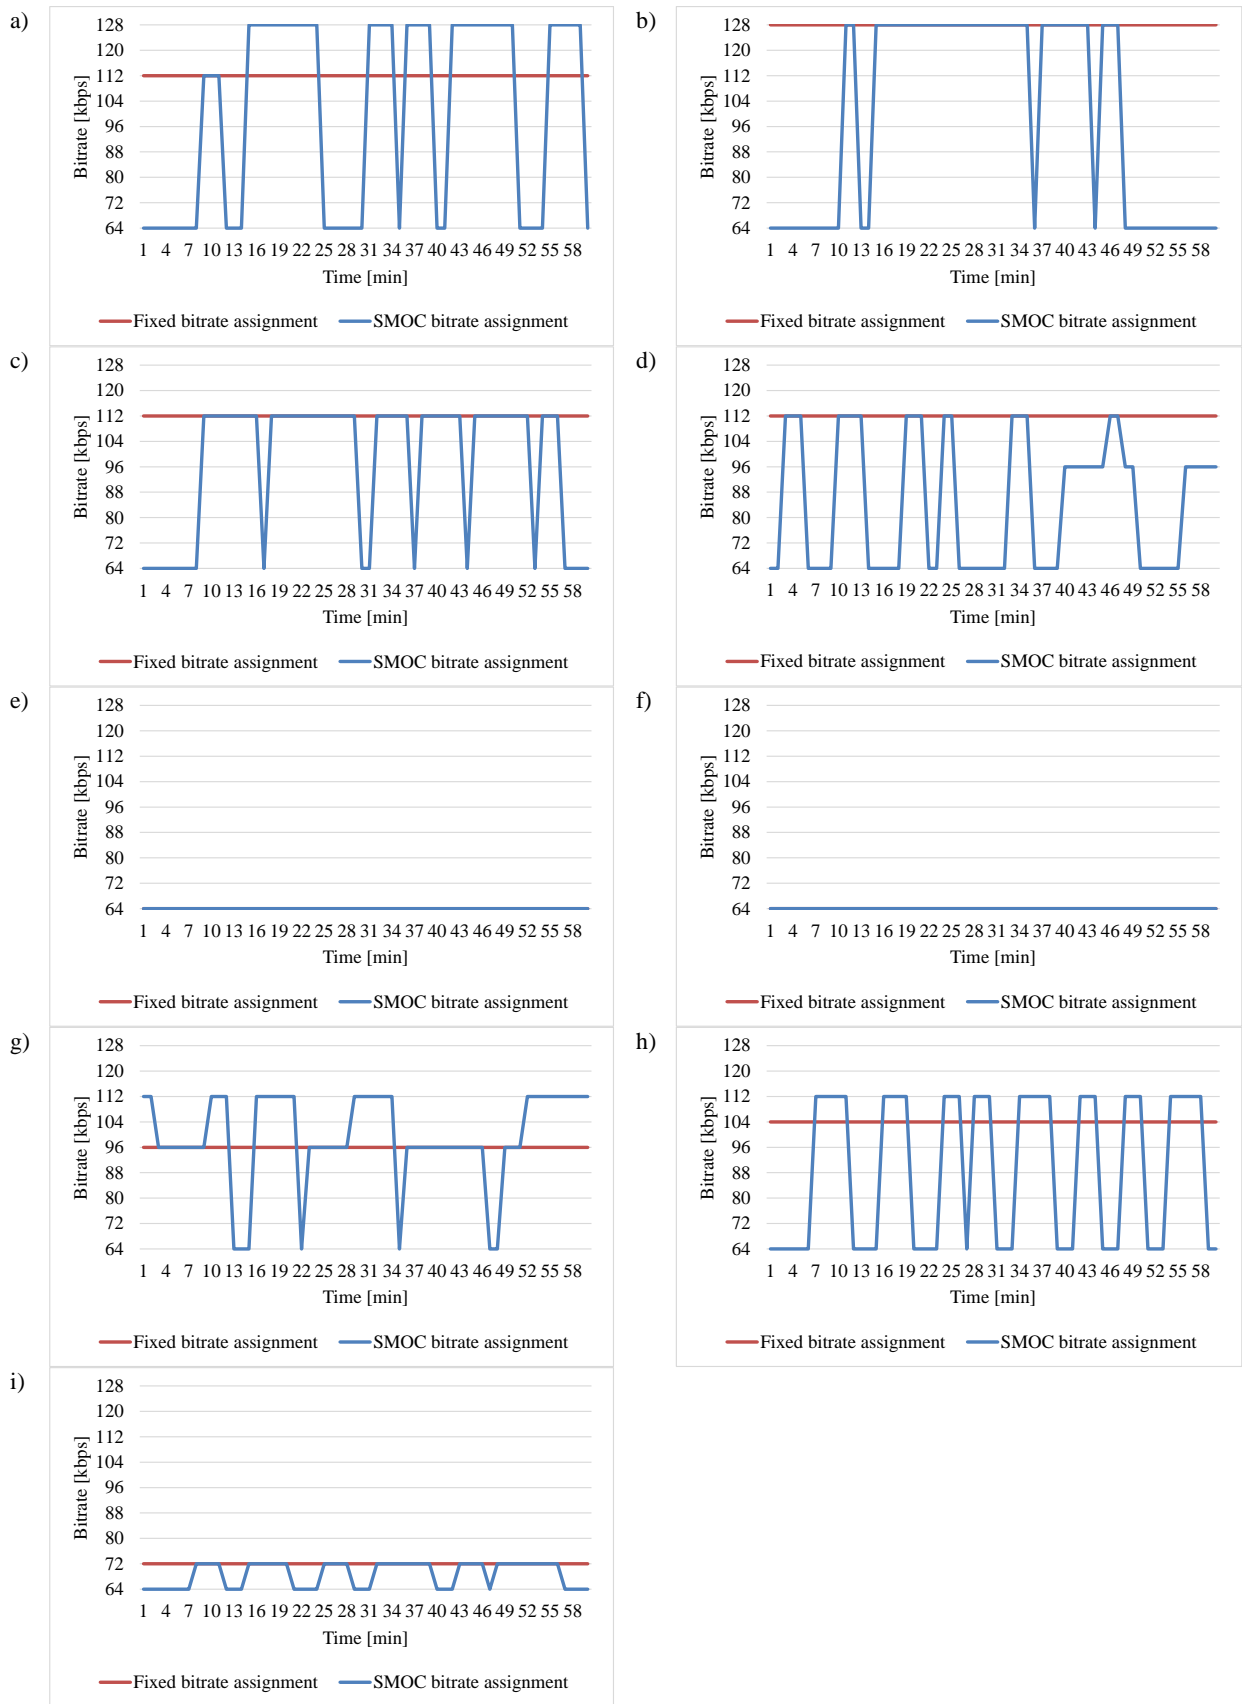 a)
128
120
112
104
96
88
80
72
64
Bitrate [kbps]
1 4 7 10 13 16 19 22 25 28 31 34 37 40 43 46 49 52 55 58
Time [min]
Fixed bitrate assignment SMOC bitrate assignment
b)
128
120
112
104
96
88
80
72
64
Bitrate [kbps]
1 4 7 10 13 16 19 22 25 28 31 34 37 40 43 46 49 52 55 58
Time [min]
Fixed bitrate assignment SMOC bitrate assignment
c)
128
120
112
104
96
88
80
72
64
Bitrate [kbps]
1 4 7 10 13 16 19 22 25 28 31 34 37 40 43 46 49 52 55 58
Time [min]
Fixed bitrate assignment SMOC bitrate assignment
d)
128
120
112
104
96
88
80
72
64
Bitrate [kbps]
1 4 7 10 13 16 19 22 25 28 31 34 37 40 43 46 49 52 55 58
Time [min]
Fixed bitrate assignment SMOC bitrate assignment
e)
128
120
112
104
96
88
80
72
64
Bitrate [kbps]
1 4 7 10 13 16 19 22 25 28 31 34 37 40 43 46 49 52 55 58
Time [min]
Fixed bitrate assignment SMOC bitrate assignment
f)
128
120
112
104
96
88
80
72
64
Bitrate [kbps]
1 4 7 10 13 16 19 22 25 28 31 34 37 40 43 46 49 52 55 58
Time [min]
Fixed bitrate assignment SMOC bitrate assignment
g)
128
120
112
104
96
88
80
72
64
Bitrate [kbps]
1 4 7 10 13 16 19 22 25 28 31 34 37 40 43 46 49 52 55 58
Time [min]
Fixed bitrate assignment SMOC bitrate assignment
h)
128
120
112
104
96
88
80
72
64
Bitrate [kbps]
1 4 7 10 13 16 19 22 25 28 31 34 37 40 43 46 49 52 55 58
Time [min]
Fixed bitrate assignment SMOC bitrate assignment
i)
128
120
112
104
96
88
80
72
64
Bitrate [kbps]
1 4 7 10 13 16 19 22 25 28 31 34 37 40 43 46 49 52 55 58
Time [min]
Fixed bitrate assignment SMOC bitrate assignment